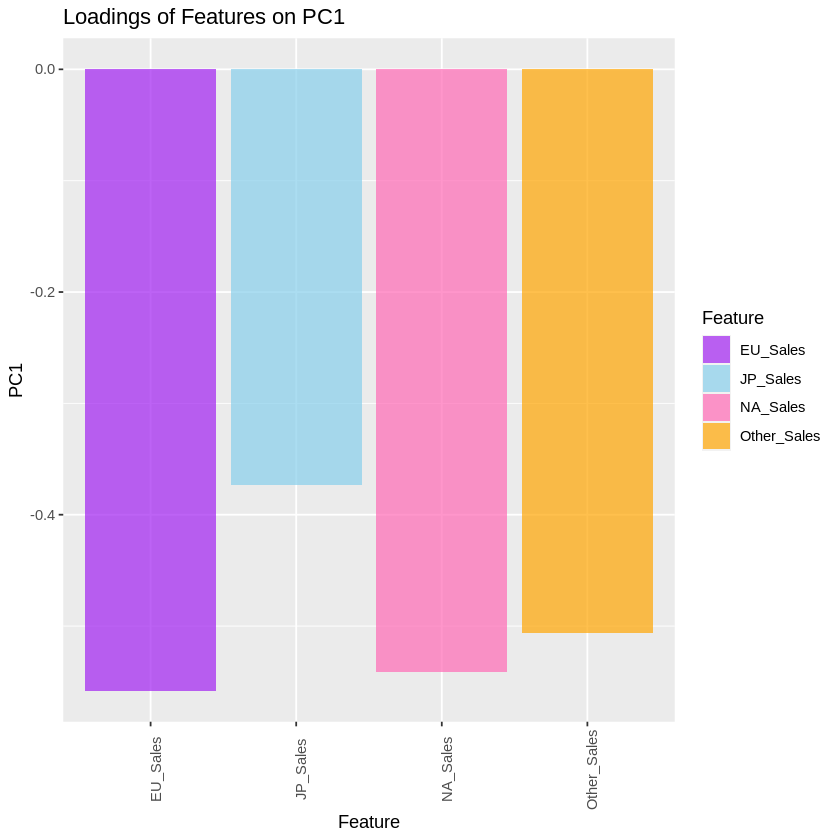 Loadings of Features on PC1
0.0
-0.2
-0.4
PC1
EU_Sales
JP_Sales
NA_Sales
Other_Sales
Feature
Feature
EU_Sales
JP_Sales
NA_Sales
Other_Sales